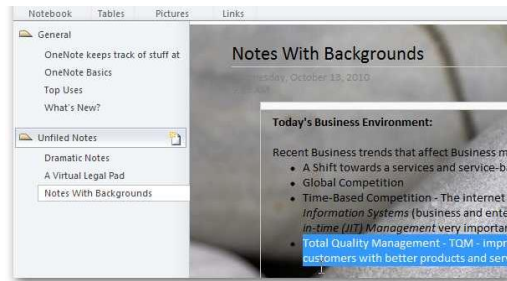 Notebook Tables Pictures Links
General
OneNote keeps track of stuff at
OneNote Basics
Top Uses
What's New?
Unfiled Notes
Dramatic Notes
A Virtual Legal Pad
Notes With Backgrounds
Notes With Backgrounds
October 13, 2010
Today's Business Environment:
Recent Business trends that affect Business m
• A Shift towards a services and service-b
• Global Competition
• Time-Based Competition - The internet
Information Systems (business and ente
in-time (JIT) Management very importa
• Total Quality Management - TQM - Impr
customers with better products and ser